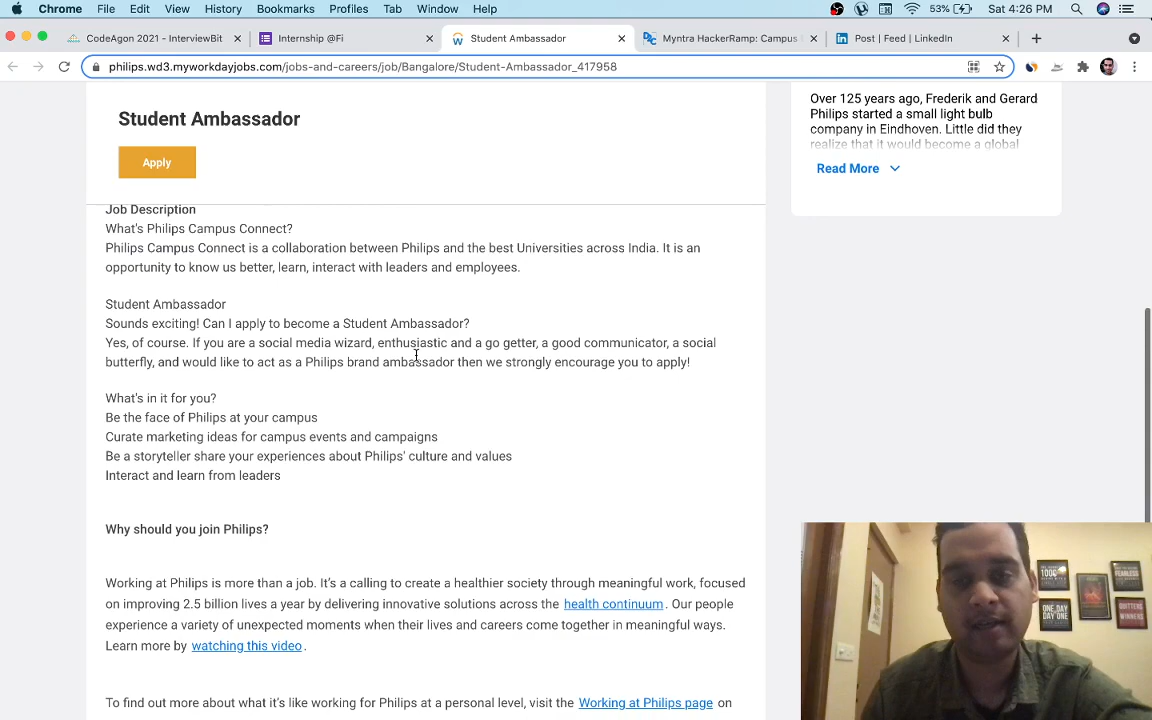 Chrome File Edit View History Bookmarks Profiles Tab Window Help 53% Sat 4:26 PM
CodeAgon 2021 - InterviewBit × Internship @Fi × Student Ambassador × Myntra HackerRamp: Campus × Post | Feed | LinkedIn × +
philips.wd3.myworkdayjobs.com/jobs-and-careers/job/Bangalore/Student-Ambassador_417958
Student Ambassador
Apply
Job Description
What's Philips Campus Connect?
Philips Campus Connect is a collaboration between Philips and the best Universities across India. It is an
opportunity to know us better, learn, interact with leaders and employees.
Student Ambassador
Sounds exciting! Can I apply to become a Student Ambassador?
Yes, of course. If you are a social media wizard, enthusiastic and a go getter, a good communicator, a social
butterfly, and would like to act as a Philips brand ambassador then we strongly encourage you to apply!
What's in it for you?
Be the face of Philips at your campus
Curate marketing ideas for campus events and campaigns
Be a storyteller share your experiences about Philips' culture and values
Interact and learn from leaders
Why should you join Philips?
Working at Philips is more than a job. It's a calling to create a healthier society through meaningful work, focused
on improving 2.5 billion lives a year by delivering innovative solutions across the health continuum. Our people
experience a variety of unexpected moments when their lives and careers come together in meaningful ways.
Learn more by watching this video.
To find out more about what it's like working for Philips at a personal level, visit the Working at Philips page on
Over 125 years ago, Frederik and Gerard
Philips started a small light bulb
company in Eindhoven. Little did they
realize that it would become a global
Read More
ONE DAY
DAY ONE
FEARLESS
QUITTERS
WINNERS